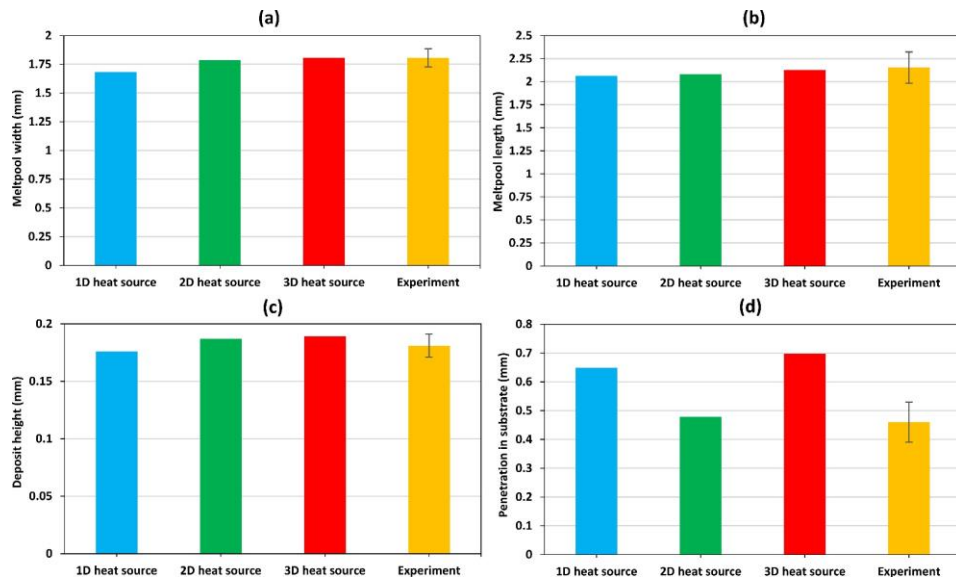 (a)
Meltpool width (mm)
2
1.75
1.5
1.25
1
0.75
0.5
0.25
0
1D heat source
2D heat source
3D heat source
Experiment
(b)
Meltpool length (mm)
2.5
2.25
2
1.75
1.5
1.25
1
0.75
0.5
0.25
0
1D heat source
2D heat source
3D heat source
Experiment
(c)
Deposit height (mm)
0.2
0.15
0.1
0.05
0
1D heat source
2D heat source
3D heat source
Experiment
(d)
Penetration in substrate (mm)
0.8
0.7
0.6
0.5
0.4
0.3
0.2
0.1
0
1D heat source
2D heat source
3D heat source
Experiment